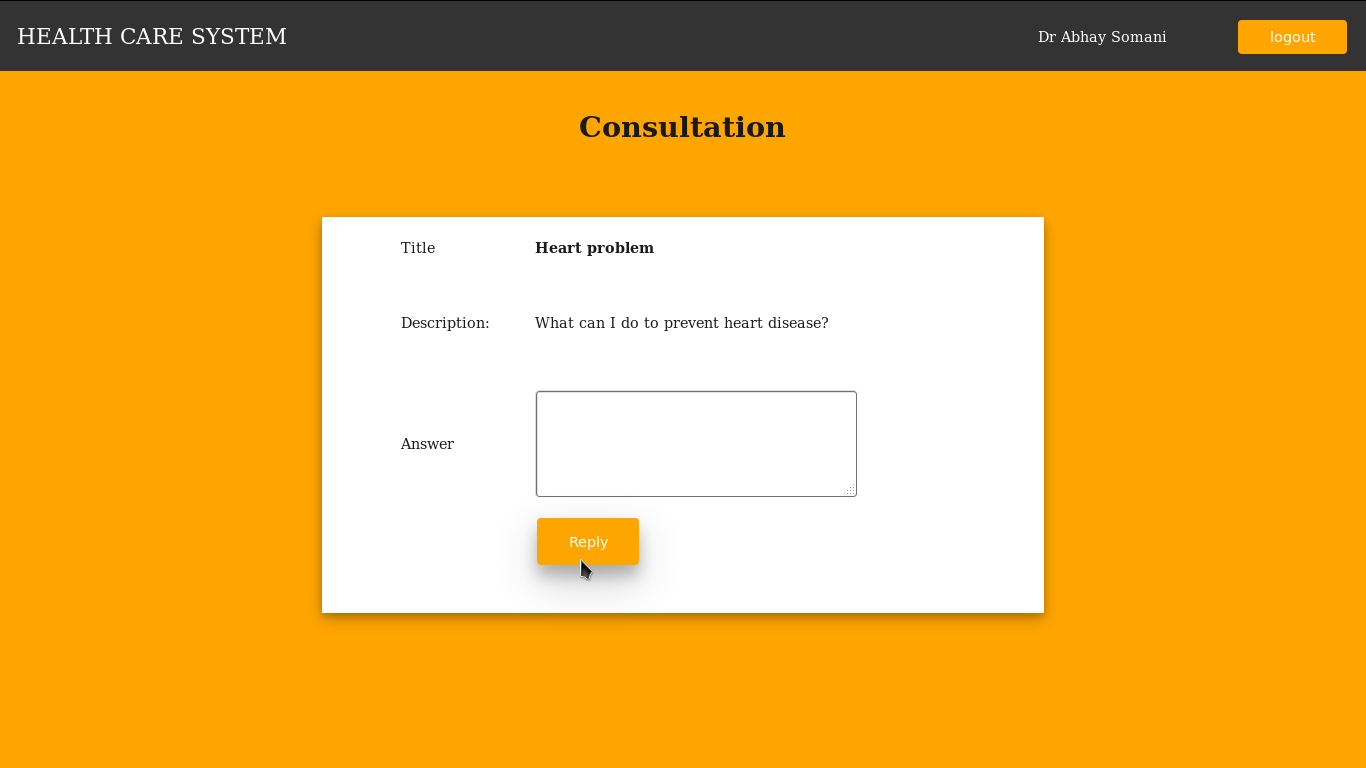 HEALTH CARE SYSTEM Dr Abhay Somani logout
Consultation
Title Heart problem
Description: What can I do to prevent heart disease?
Answer
Reply